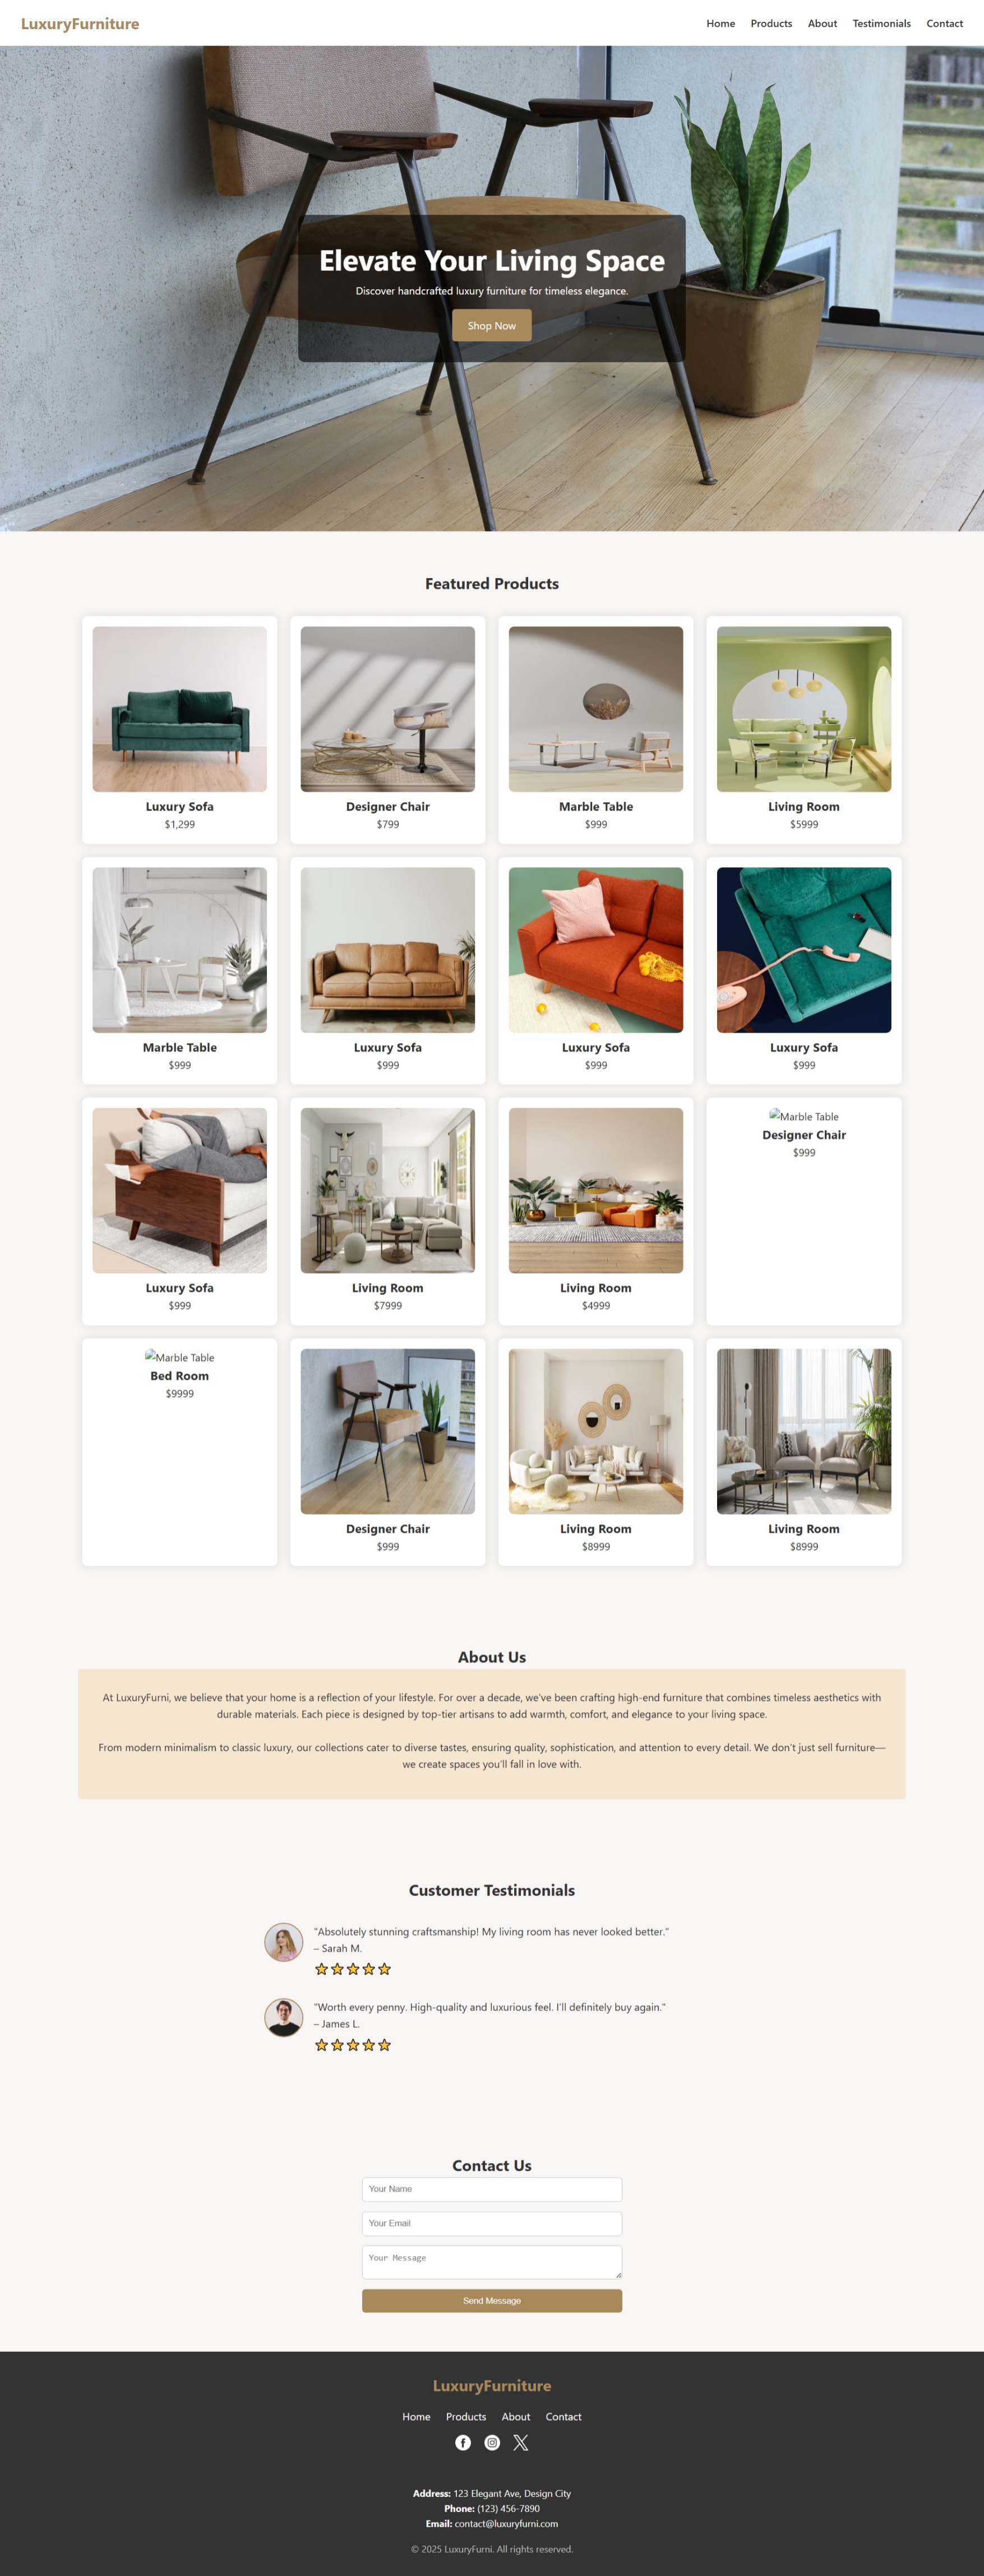 LuxuryFurniture
Home Products About Testimonials Contact
Elevate Your Living Space
Discover handcrafted luxury furniture for timeless elegance.
Shop Now
Featured Products
Luxury Sofa
$1,299
Designer Chair
$799
Marble Table
$999
Living Room
$5999
Marble Table
$999
Luxury Sofa
$999
Luxury Sofa
$999
Luxury Sofa
$999
Luxury Sofa
$999
Living Room
$7999
Living Room
$4999
Marble Table
Designer Chair
$999
Marble Table
Bed Room
$9999
Designer Chair
$999
Living Room
$8999
Living Room
$8999
About Us
At LuxuryFurni, we believe that your home is a reflection of your lifestyle. For over a decade, we've been crafting high-end furniture that combines timeless aesthetics with
durable materials. Each piece is designed by top-tier artisans to add warmth, comfort, and elegance to your living space.
From modern minimalism to classic luxury, our collections cater to diverse tastes, ensuring quality, sophistication, and attention to every detail. We don't just sell furniture—
we create spaces you'll fall in love with.
Customer Testimonials
"Absolutely stunning craftsmanship! My living room has never looked better."
– Sarah M.
"Worth every penny. High-quality and luxurious feel. I'll definitely buy again."
– James L.
Contact Us
Your Name
Your Email
Your Message
Send Message
LuxuryFurniture
Home Products About Contact
Address: 123 Elegant Ave, Design City
Phone: (123) 456-7890
Email: contact@luxuryfurni.com
© 2025 LuxuryFurni. All rights reserved.